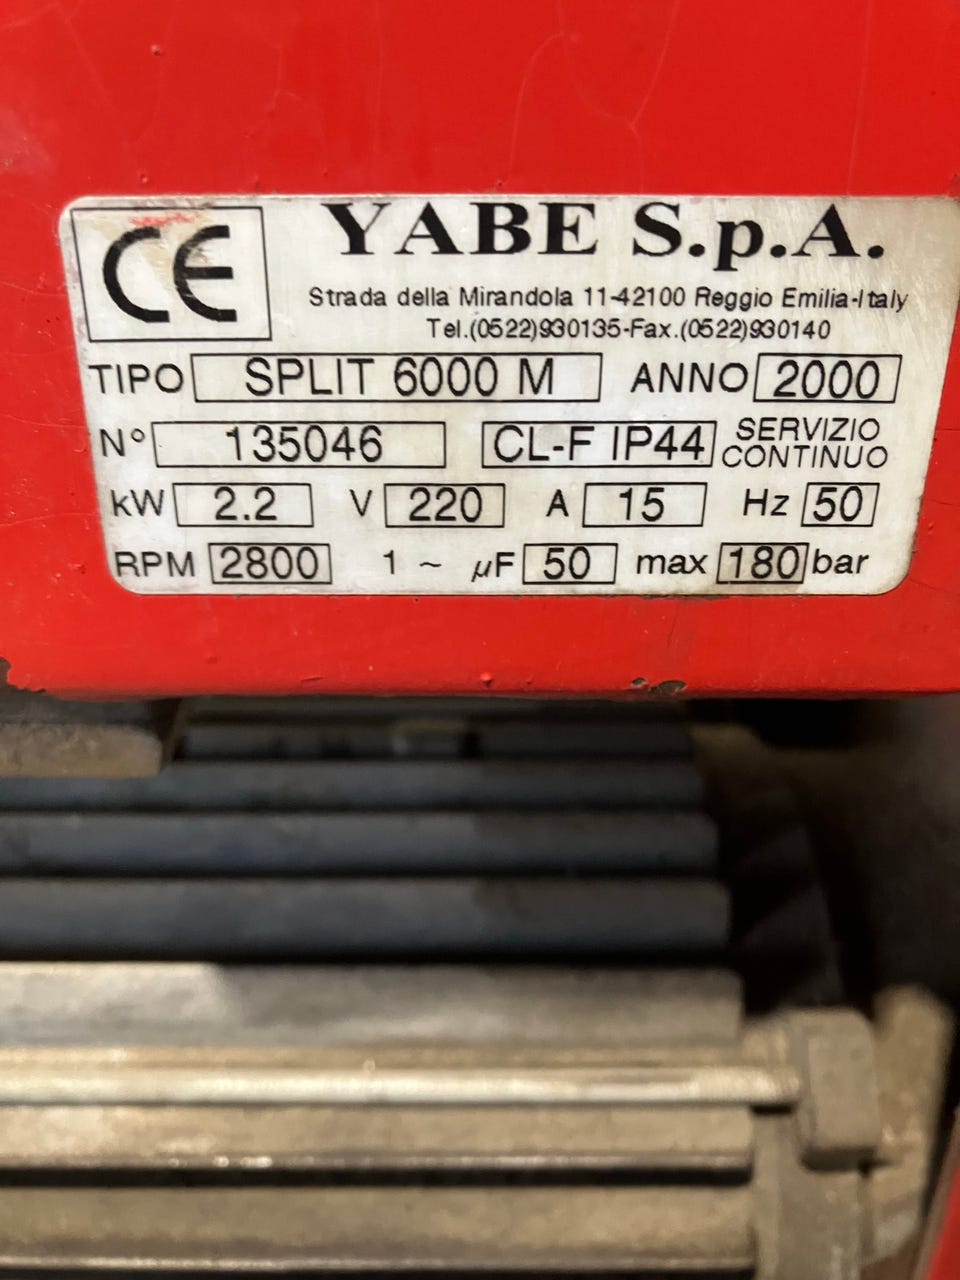 CE YABE S.p.A.
Strada della Mirandola 11-42100 Reggio Emilia-Italy
Tel.(0522)930135-Fax.(0522)930140
TIPO SPLIT 6000 M ANNO 2000
N° 135046 CL-F IP44 SERVIZIO
CONTINUO
kW 2.2 V 220 A 15 Hz 50
RPM 2800 1 ~ µF 50 max 180 bar